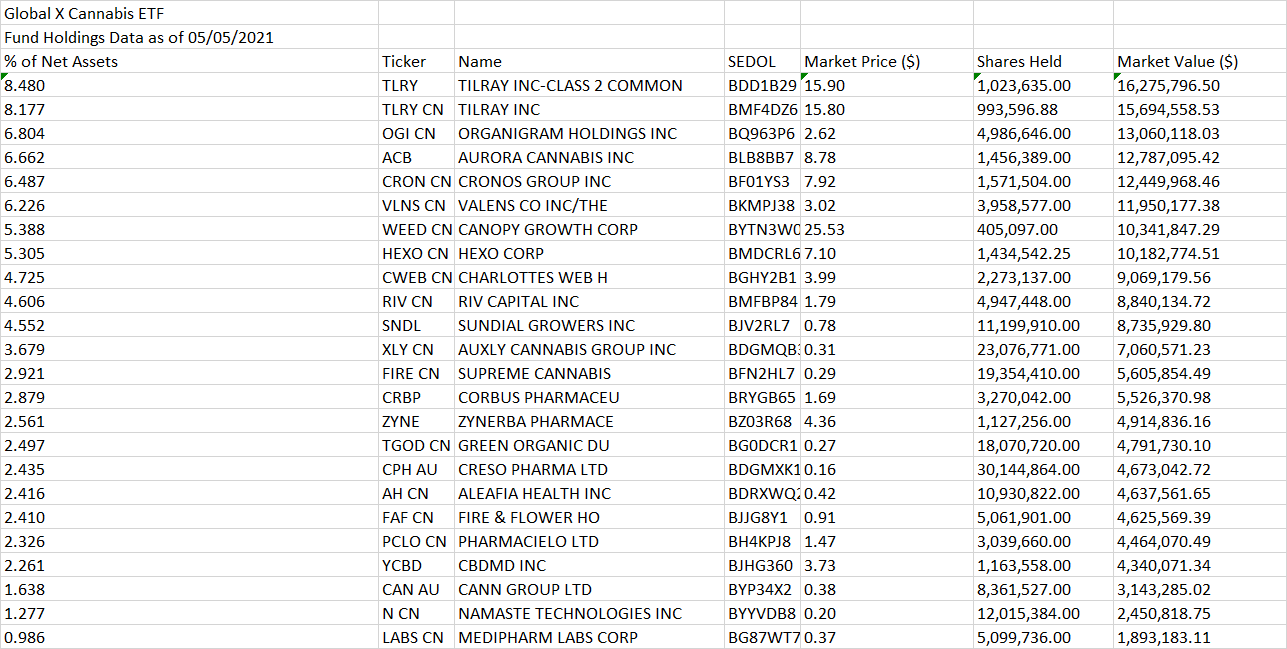 Global X Cannabis ETF
Fund Holdings Data as of 05/05/2021
% of Net Assets Ticker Name SEDOL Market Price ($) Shares Held Market Value ($)
8.480 TLRY TILRAY INC-CLASS 2 COMMON BDD1B29 15.90 1,023,635.00 16,275,796.50
8.177 TLRY CN TILRAY INC BMF4DZ6 15.80 993,596.88 15,694,558.53
6.804 OGI CN ORGANIGRAM HOLDINGS INC BQ963P6 2.62 4,986,646.00 13,060,118.03
6.662 ACB AURORA CANNABIS INC BLB8BB7 8.78 1,456,389.00 12,787,095.42
6.487 CRON CN CRONOS GROUP INC BF01YS3 7.92 1,571,504.00 12,449,968.46
6.226 VLNS CN VALENS CO INC/THE BKMPJ38 3.02 3,958,577.00 11,950,177.38
5.388 WEED CN CANOPY GROWTH CORP BYTN3W0 25.53 405,097.00 10,341,847.29
5.305 HEXO CN HEXO CORP BMDCRL6 7.10 1,434,542.25 10,182,774.51
4.725 CWEB CN CHARLOTTES WEB H BGHY2B1 3.99 2,273,137.00 9,069,179.56
4.606 RIV CN RIV CAPITAL INC BMFBP84 1.79 4,947,448.00 8,840,134.72
4.552 SNDL SUNDIAL GROWERS INC BJV2RL7 0.78 11,199,910.00 8,735,929.80
3.679 XLY CN AUXLY CANNABIS GROUP INC BDGMQB 0.31 23,076,771.00 7,060,571.23
2.921 FIRE CN SUPREME CANNABIS BFN2HL7 0.29 19,354,410.00 5,605,854.49
2.879 CRBP CORBUS PHARMACEU BRYGB65 1.69 3,270,042.00 5,526,370.98
2.561 ZYNE ZYNERBA PHARMACE BZ03R68 4.36 1,127,256.00 4,914,836.16
2.497 TGOD CN GREEN ORGANIC DU BG0DCR1 0.27 18,070,720.00 4,791,730.10
2.435 CPH AU CRESO PHARMA LTD BDGMXK1 0.16 30,144,864.00 4,673,042.72
2.416 AH CN ALEAFIA HEALTH INC BDRXWQ 0.42 10,930,822.00 4,637,561.65
2.410 FAF CN FIRE & FLOWER HO BJJG8Y1 0.91 5,061,901.00 4,625,569.39
2.326 PCLO CN PHARMACIELO LTD BH4KPJ8 1.47 3,039,660.00 4,464,070.49
2.261 YCBD CBDMD INC BJHG360 3.73 1,163,558.00 4,340,071.34
1.638 CAN AU CANN GROUP LTD BYP34X2 0.38 8,361,527.00 3,143,285.02
1.277 N CN NAMASTE TECHNOLOGIES INC BYYVDB8 0.20 12,015,384.00 2,450,818.75
0.986 LABS CN MEDIPHARM LABS CORP BG87WT7 0.37 5,099,736.00 1,893,183.11